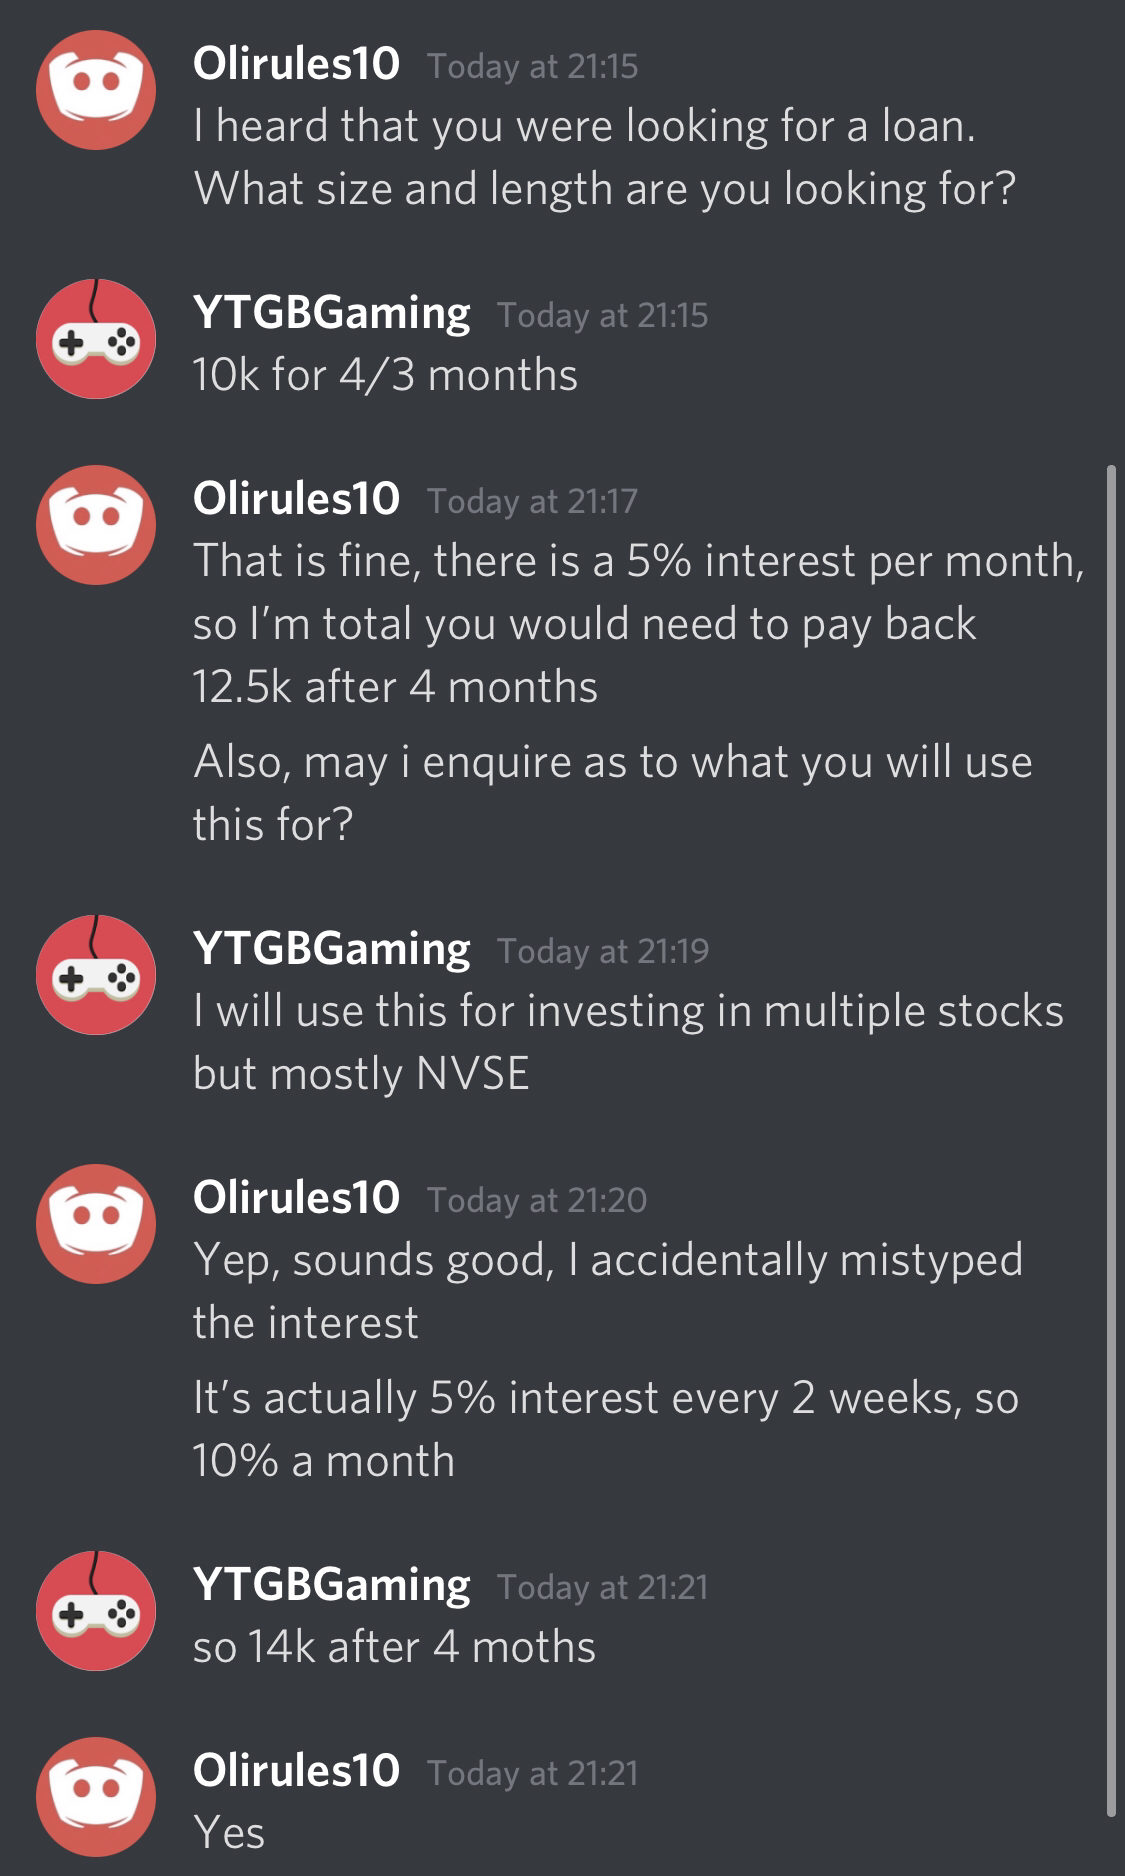 Olirules10 Today at 21:15
I heard that you were looking for a loan.
What size and length are you looking for?
YTGBGaming Today at 21:15
10k for 4/3 months
Olirules10 Today at 21:17
That is fine, there is a 5% interest per month,
so I’m total you would need to pay back
12.5k after 4 months
Also, may i enquire as to what you will use
this for?
YTGBGaming Today at 21:19
I will use this for investing in multiple stocks
but mostly NVSE
Olirules10 Today at 21:20
Yep, sounds good, I accidentally mistyped
the interest
It’s actually 5% interest every 2 weeks, so
10% a month
YTGBGaming Today at 21:21
so 14k after 4 moths
Olirules10 Today at 21:21
Yes